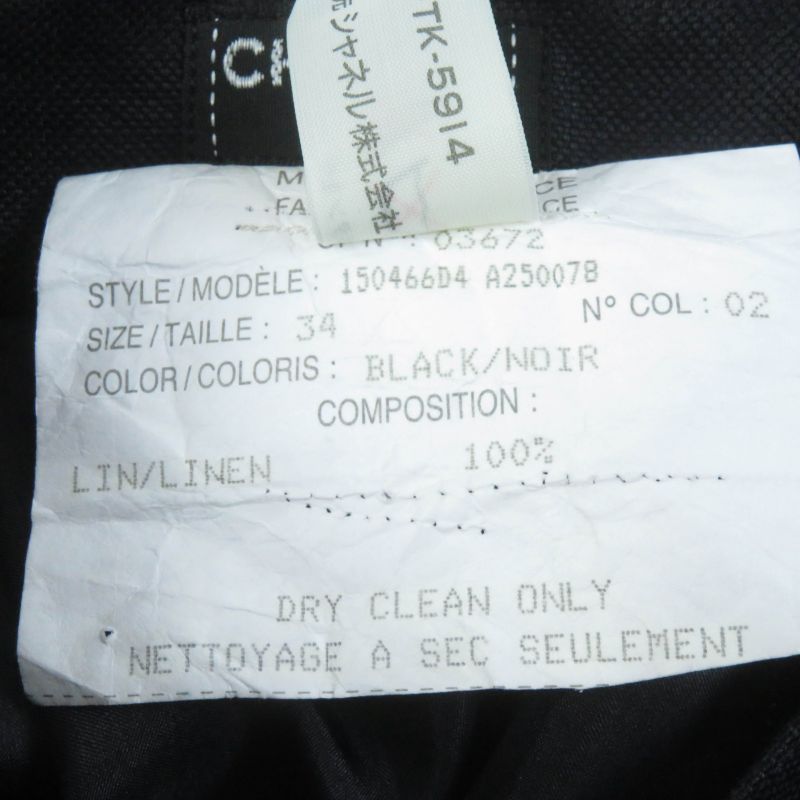 TK-5914
シャネル株式会社
03672
STYLE / MODÈLE : 150466D4 A25007B
SIZE / TAILLE : 34
N° COL : 02
COLOR / COLORIS : BLACK/NOIR
COMPOSITION :
LIN/LINEN 100%
DRY CLEAN ONLY
NETTOYAGE A SEC SEULEMENT